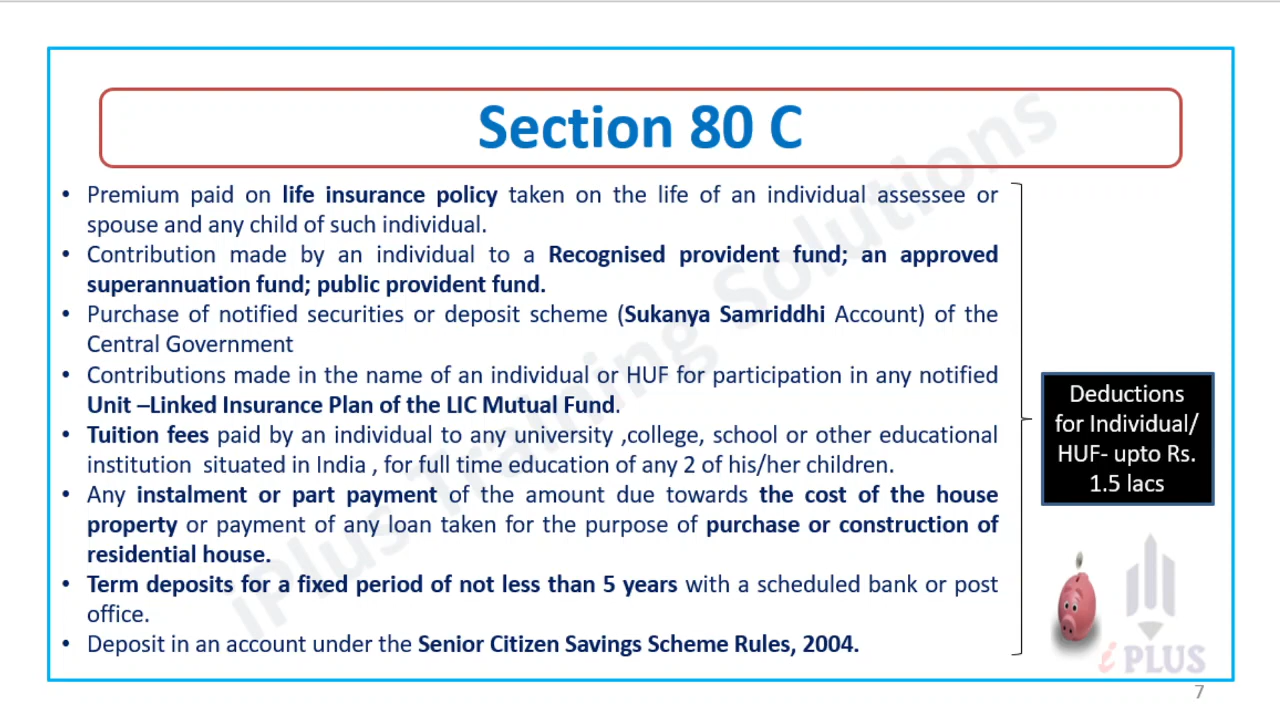 Section 80 C
• Premium paid on life insurance policy taken on the life of an individual assessee or
spouse and any child of such individual.
• Contribution made by an individual to a Recognised provident fund; an approved
superannuation fund; public provident fund.
• Purchase of notified securities or deposit scheme (Sukanya Samriddhi Account) of the
Central Government
• Contributions made in the name of an individual or HUF for participation in any notified
Unit –Linked Insurance Plan of the LIC Mutual Fund.
• Tuition fees paid by an individual to any university ,college, school or other educational
institution situated in India , for full time education of any 2 of his/her children.
• Any instalment or part payment of the amount due towards the cost of the house
property or payment of any loan taken for the purpose of purchase or construction of
residential house.
• Term deposits for a fixed period of not less than 5 years with a scheduled bank or post
office.
• Deposit in an account under the Senior Citizen Savings Scheme Rules, 2004.
Deductions
for Individual/
HUF- upto Rs.
1.5 lacs
iPlus Training Solutions
i PLUS
7